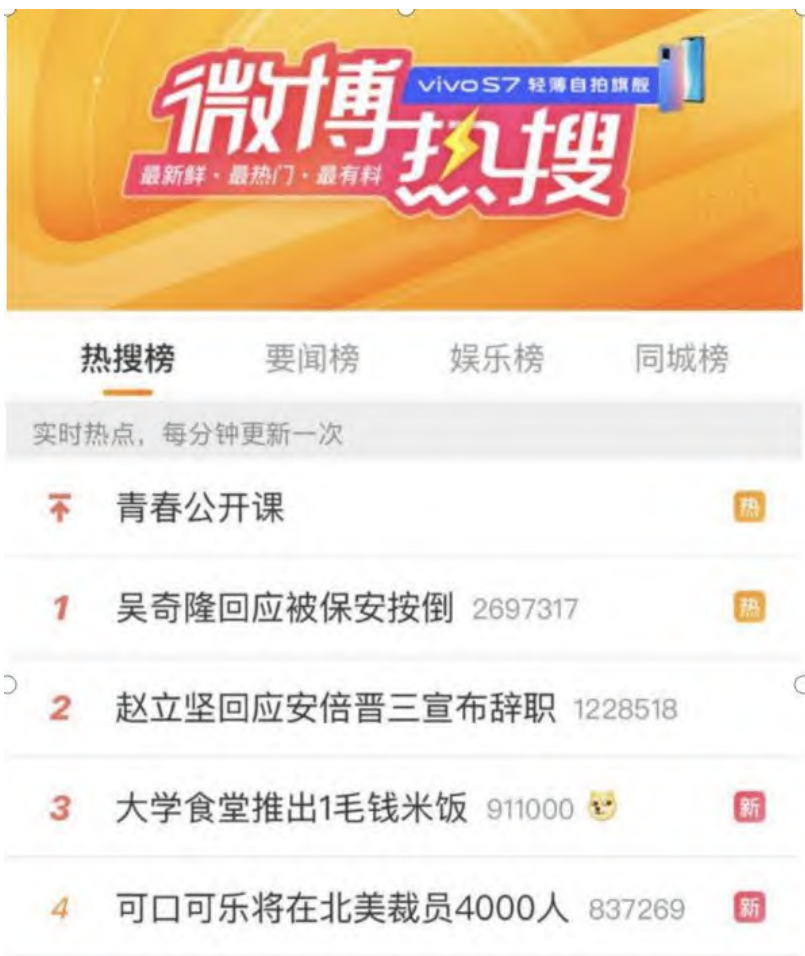 微博热搜
vivo S7 轻薄自拍旗舰
最新鲜·最热门·最有料
热搜榜 要闻榜 娱乐榜 同城榜
实时热点，每分钟更新一次
青春公开课 热
1 吴奇隆回应被保安按倒 2697317 热
2 赵立坚回应安倍晋三宣布辞职 1228518
3 大学食堂推出1毛钱米饭 911000 新
4 可口可乐将在北美裁员4000人 837269 新